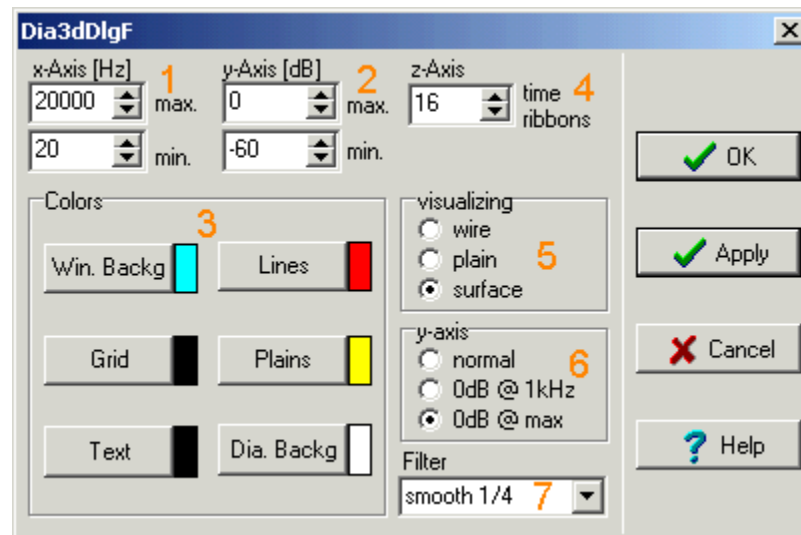 Dia3dDlgF
x-Axis [Hz] 1
20000 max.
20 min.
y-Axis [dB] 2
0 max.
-60 min.
z-Axis
16 time ribbons 4
Colors
3
Win. Backg
Lines
Grid
Plains
Text
Dia. Backg
visualizing
wire
plain
surface
5
y-axis
normal
0dB @ 1kHz
0dB @ max
6
Filter
smooth 1/4 7
OK
Apply
Cancel
Help